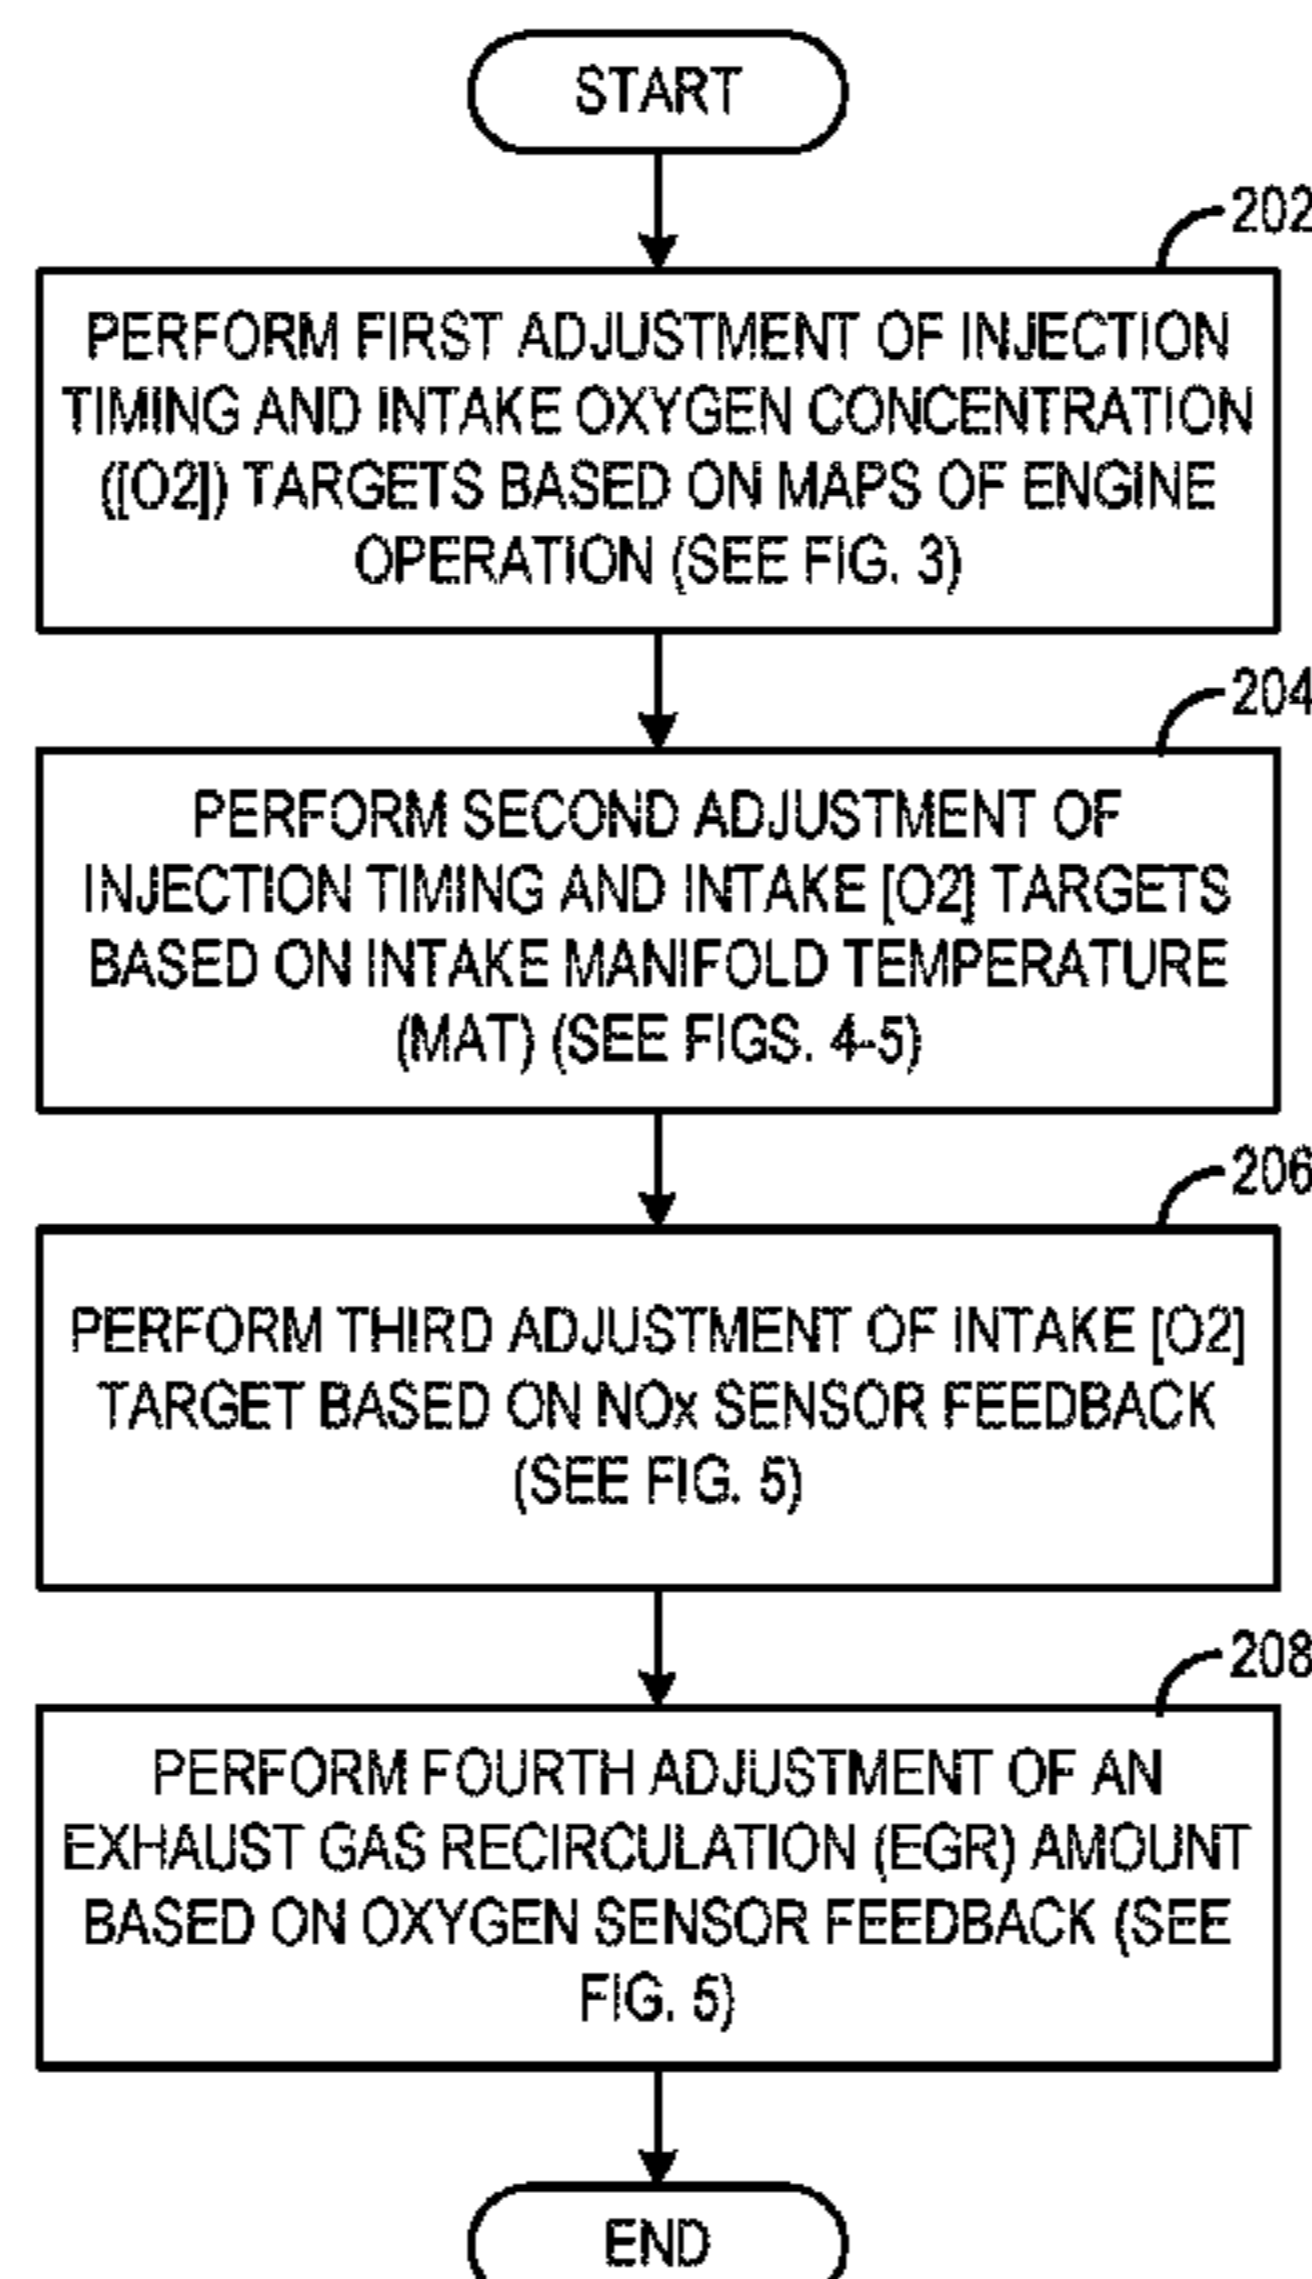 START
202
PERFORM FIRST ADJUSTMENT OF INJECTION
TIMING AND INTAKE OXYGEN CONCENTRATION
([O2]) TARGETS BASED ON MAPS OF ENGINE
OPERATION (SEE FIG. 3)
204
PERFORM SECOND ADJUSTMENT OF
INJECTION TIMING AND INTAKE [O2] TARGETS
BASED ON INTAKE MANIFOLD TEMPERATURE
(MAT) (SEE FIGS. 4-5)
206
PERFORM THIRD ADJUSTMENT OF INTAKE [O2]
TARGET BASED ON NOx SENSOR FEEDBACK
(SEE FIG. 5)
208
PERFORM FOURTH ADJUSTMENT OF AN
EXHAUST GAS RECIRCULATION (EGR) AMOUNT
BASED ON OXYGEN SENSOR FEEDBACK (SEE
FIG. 5)
END